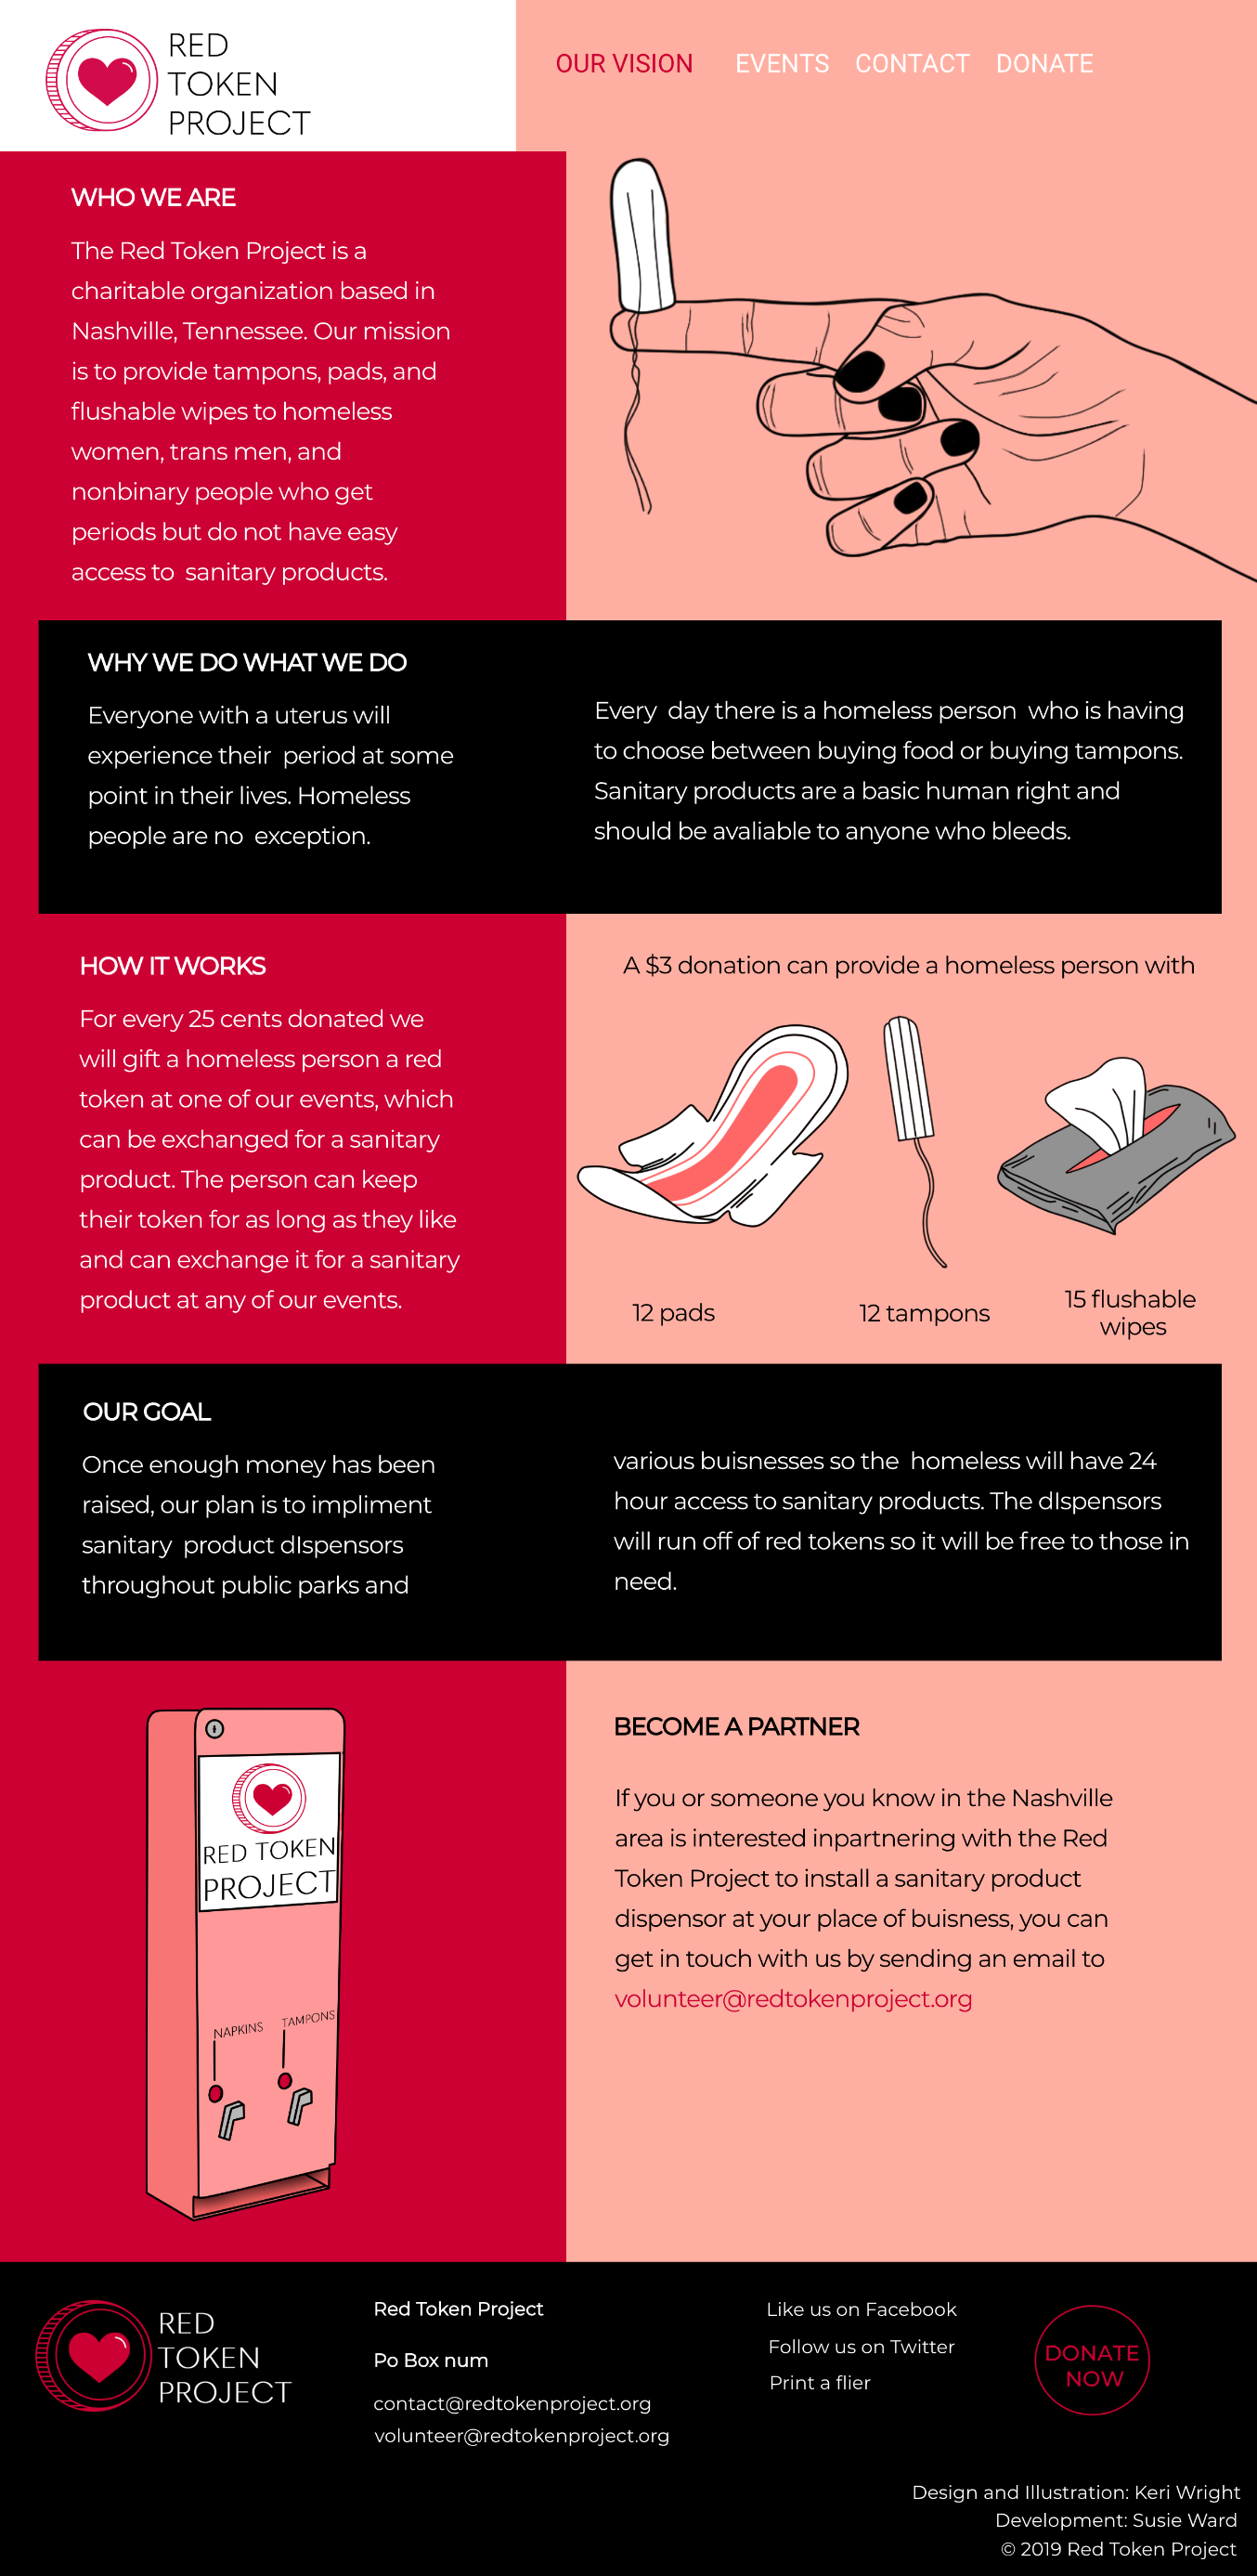 RED
TOKEN
PROJECT
OUR VISION EVENTS CONTACT DONATE
WHO WE ARE
The Red Token Project is a
charitable organization based in
Nashville, Tennessee. Our mission
is to provide tampons, pads, and
flushable wipes to homeless
women, trans men, and
nonbinary people who get
periods but do not have easy
access to sanitary products.
WHY WE DO WHAT WE DO
Everyone with a uterus will
experience their period at some
point in their lives. Homeless
people are no exception.
Every day there is a homeless person who is having
to choose between buying food or buying tampons.
Sanitary products are a basic human right and
should be avaliable to anyone who bleeds.
HOW IT WORKS
For every 25 cents donated we
will gift a homeless person a red
token at one of our events, which
can be exchanged for a sanitary
product. The person can keep
their token for as long as they like
and can exchange it for a sanitary
product at any of our events.
A $3 donation can provide a homeless person with
12 pads
12 tampons
15 flushable
wipes
OUR GOAL
Once enough money has been
raised, our plan is to impliment
sanitary product dIspensors
throughout public parks and
various buisnesses so the homeless will have 24
hour access to sanitary products. The dIspensors
will run off of red tokens so it will be free to those in
need.
RED TOKEN
PROJECT
NAPKINS TAMPONS
BECOME A PARTNER
If you or someone you know in the Nashville
area is interested inpartnering with the Red
Token Project to install a sanitary product
dispensor at your place of buisness, you can
get in touch with us by sending an email to
volunteer@redtokenproject.org
RED
TOKEN
PROJECT
Red Token Project
Po Box num
contact@redtokenproject.org
volunteer@redtokenproject.org
Like us on Facebook
Follow us on Twitter
Print a flier
DONATE
NOW
Design and Illustration: Keri Wright
Development: Susie Ward
© 2019 Red Token Project